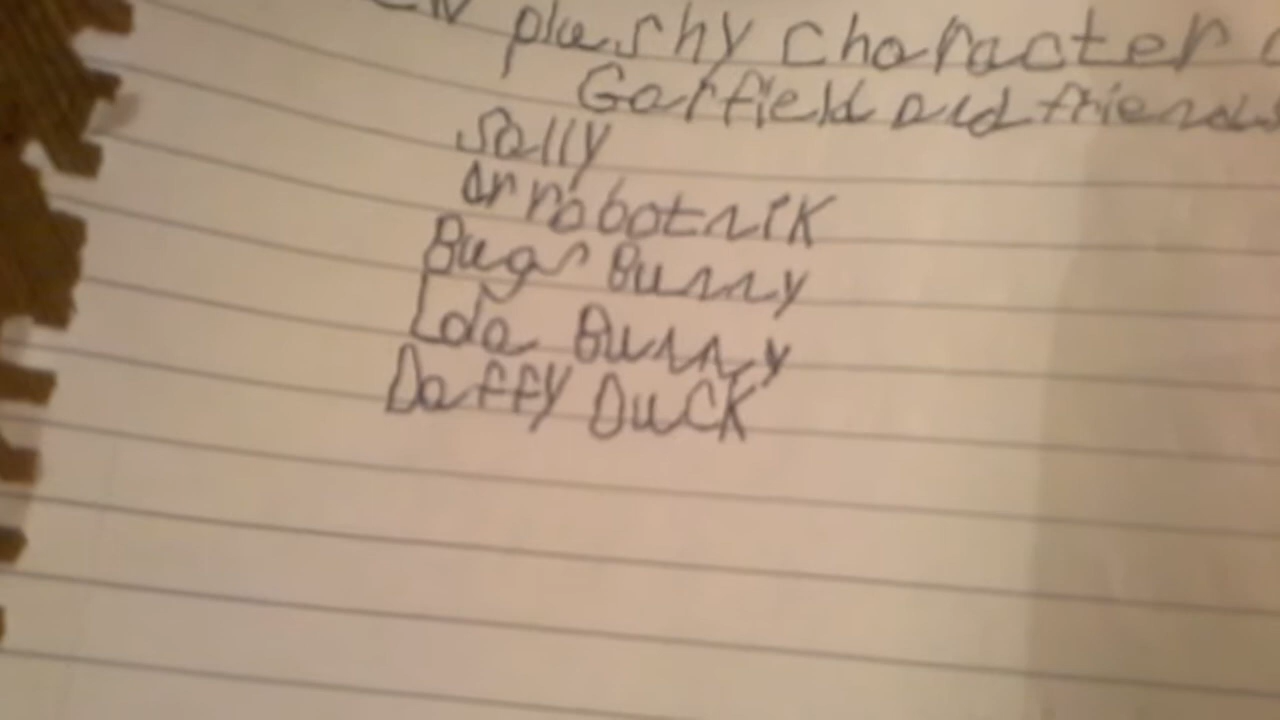 plushy character
Garfield and friends
Sally
dr robotnik
Bugs Bunny
Lola Bunny
Daffy Duck